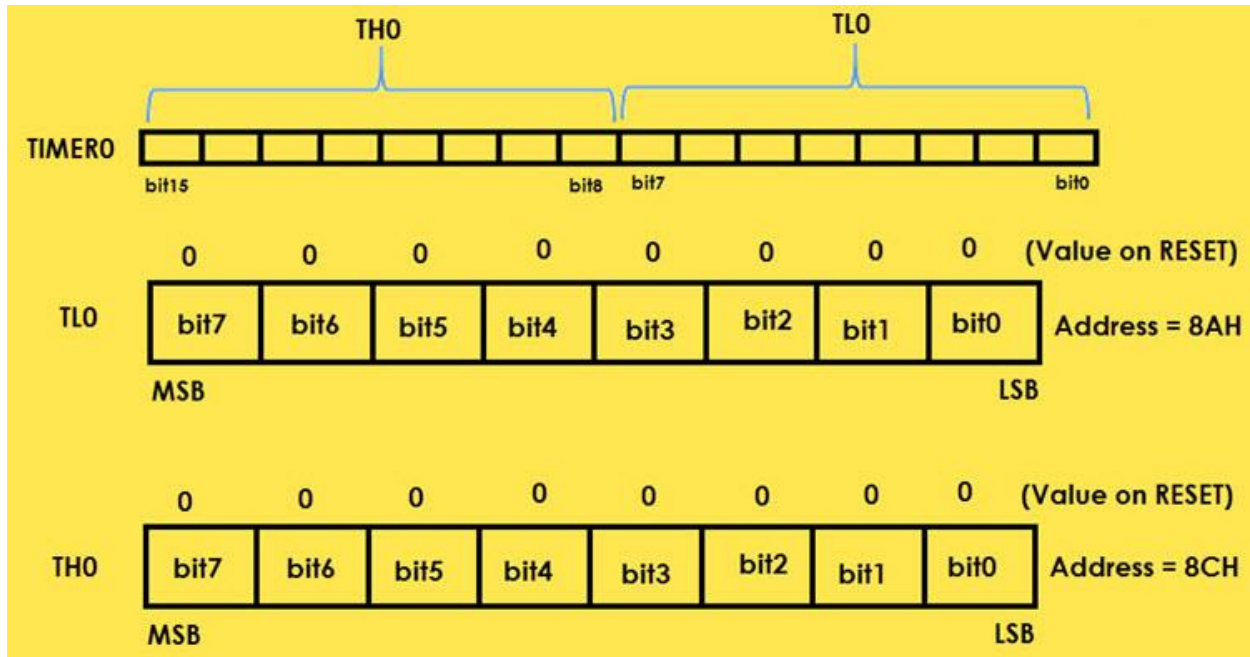 TH0 TL0
TIMER0
bit15 bit8 bit7 bit0
0 0 0 0 0 0 0 0 (Value on RESET)
TL0 bit7 bit6 bit5 bit4 bit3 bit2 bit1 bit0 Address = 8AH
MSB LSB
0 0 0 0 0 0 0 0 (Value on RESET)
TH0 bit7 bit6 bit5 bit4 bit3 bit2 bit1 bit0 Address = 8CH
MSB LSB